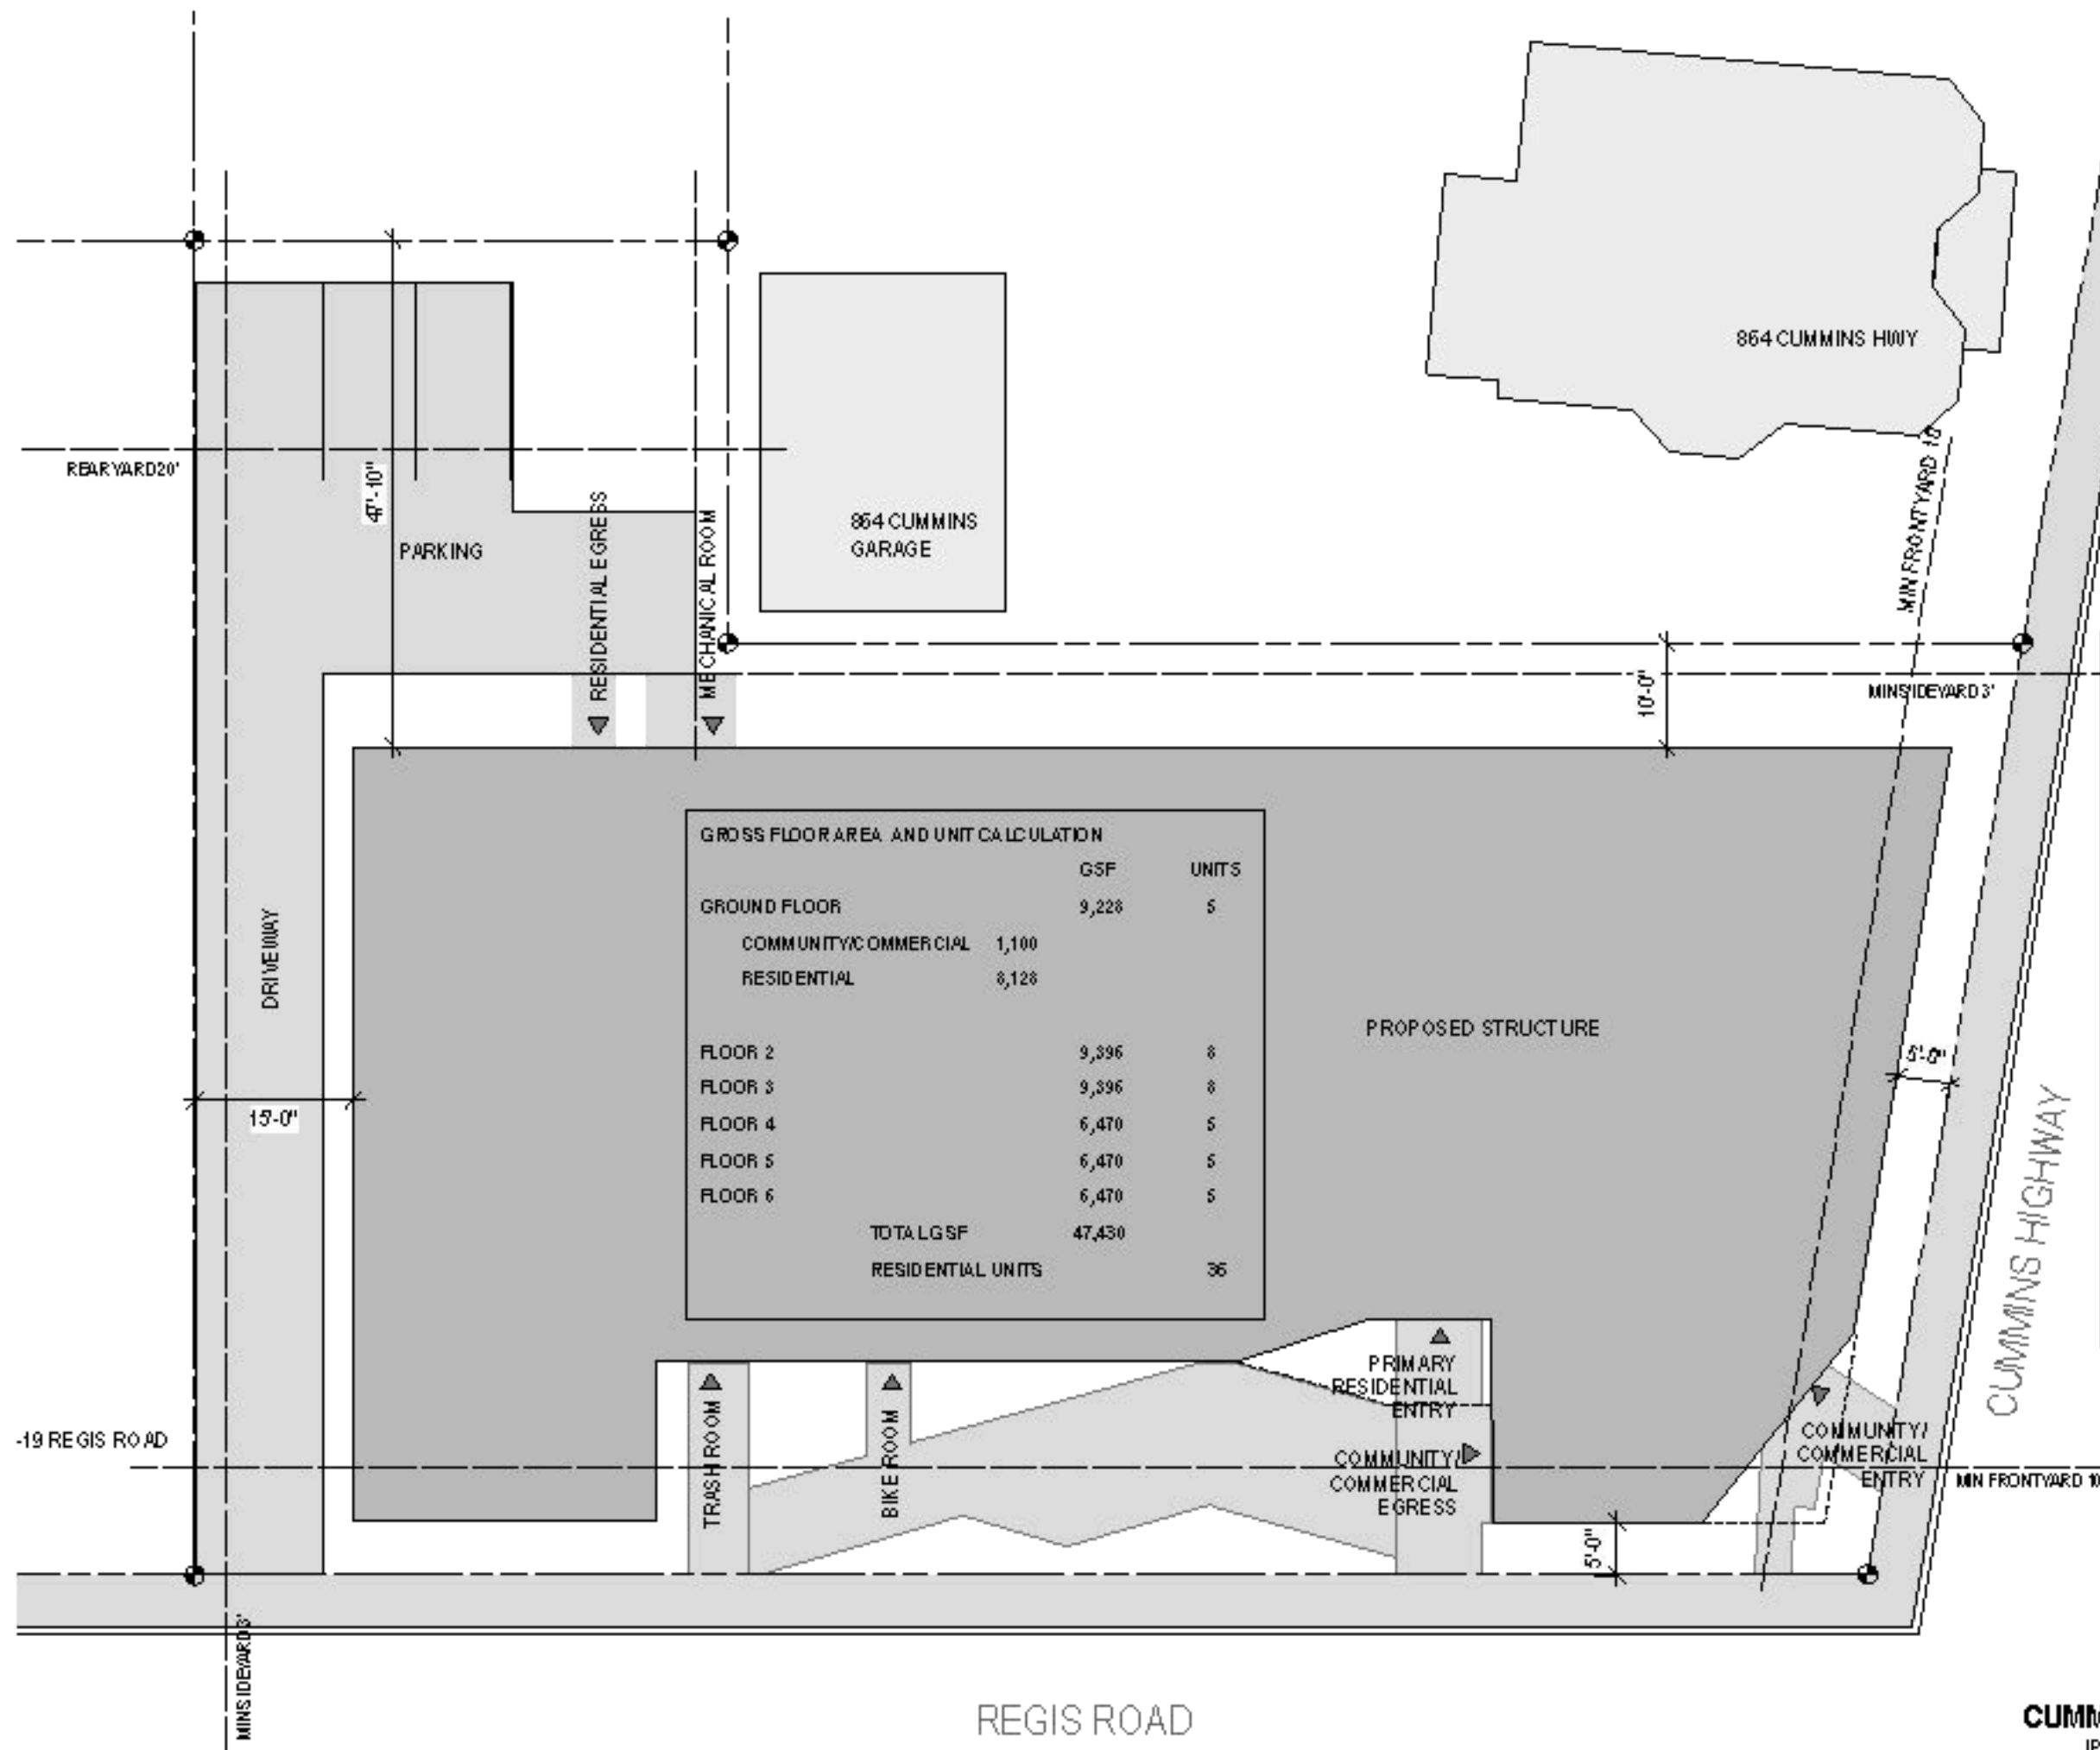 864 CUMMINS HWY
REAR YARD 20'
47'-10"
PARKING
RESIDENTIAL EGRESS
MECHANICAL ROOM
864 CUMMINS
GARAGE
MIN FRONTYARD 10'
MIN SIDEYARD 3'
10'-0"
GROSS FLOOR AREA AND UNIT CALCULATION
GSF UNITS
GROUND FLOOR 9,228 5
COMMUNITY/COMMERCIAL 1,100
RESIDENTIAL 8,128
FLOOR 2 9,396 8
FLOOR 3 9,396 8
FLOOR 4 6,470 5
FLOOR 5 6,470 5
FLOOR 6 6,470 5
TOTAL GSF 47,430
RESIDENTIAL UNITS 36
DRIVEWAY
PROPOSED STRUCTURE
15'-0"
5'-0"
CUMMINS HIGHWAY
PRIMARY
RESIDENTIAL
ENTRY
TRASH ROOM
BIKE ROOM
COMMUNITY/
COMMERCIAL
EGRESS
COMMUNITY/
COMMERCIAL
ENTRY
-19 REGIS ROAD
MIN FRONTYARD 10
5'-0"
MIN SIDEYARD 3'
REGIS ROAD